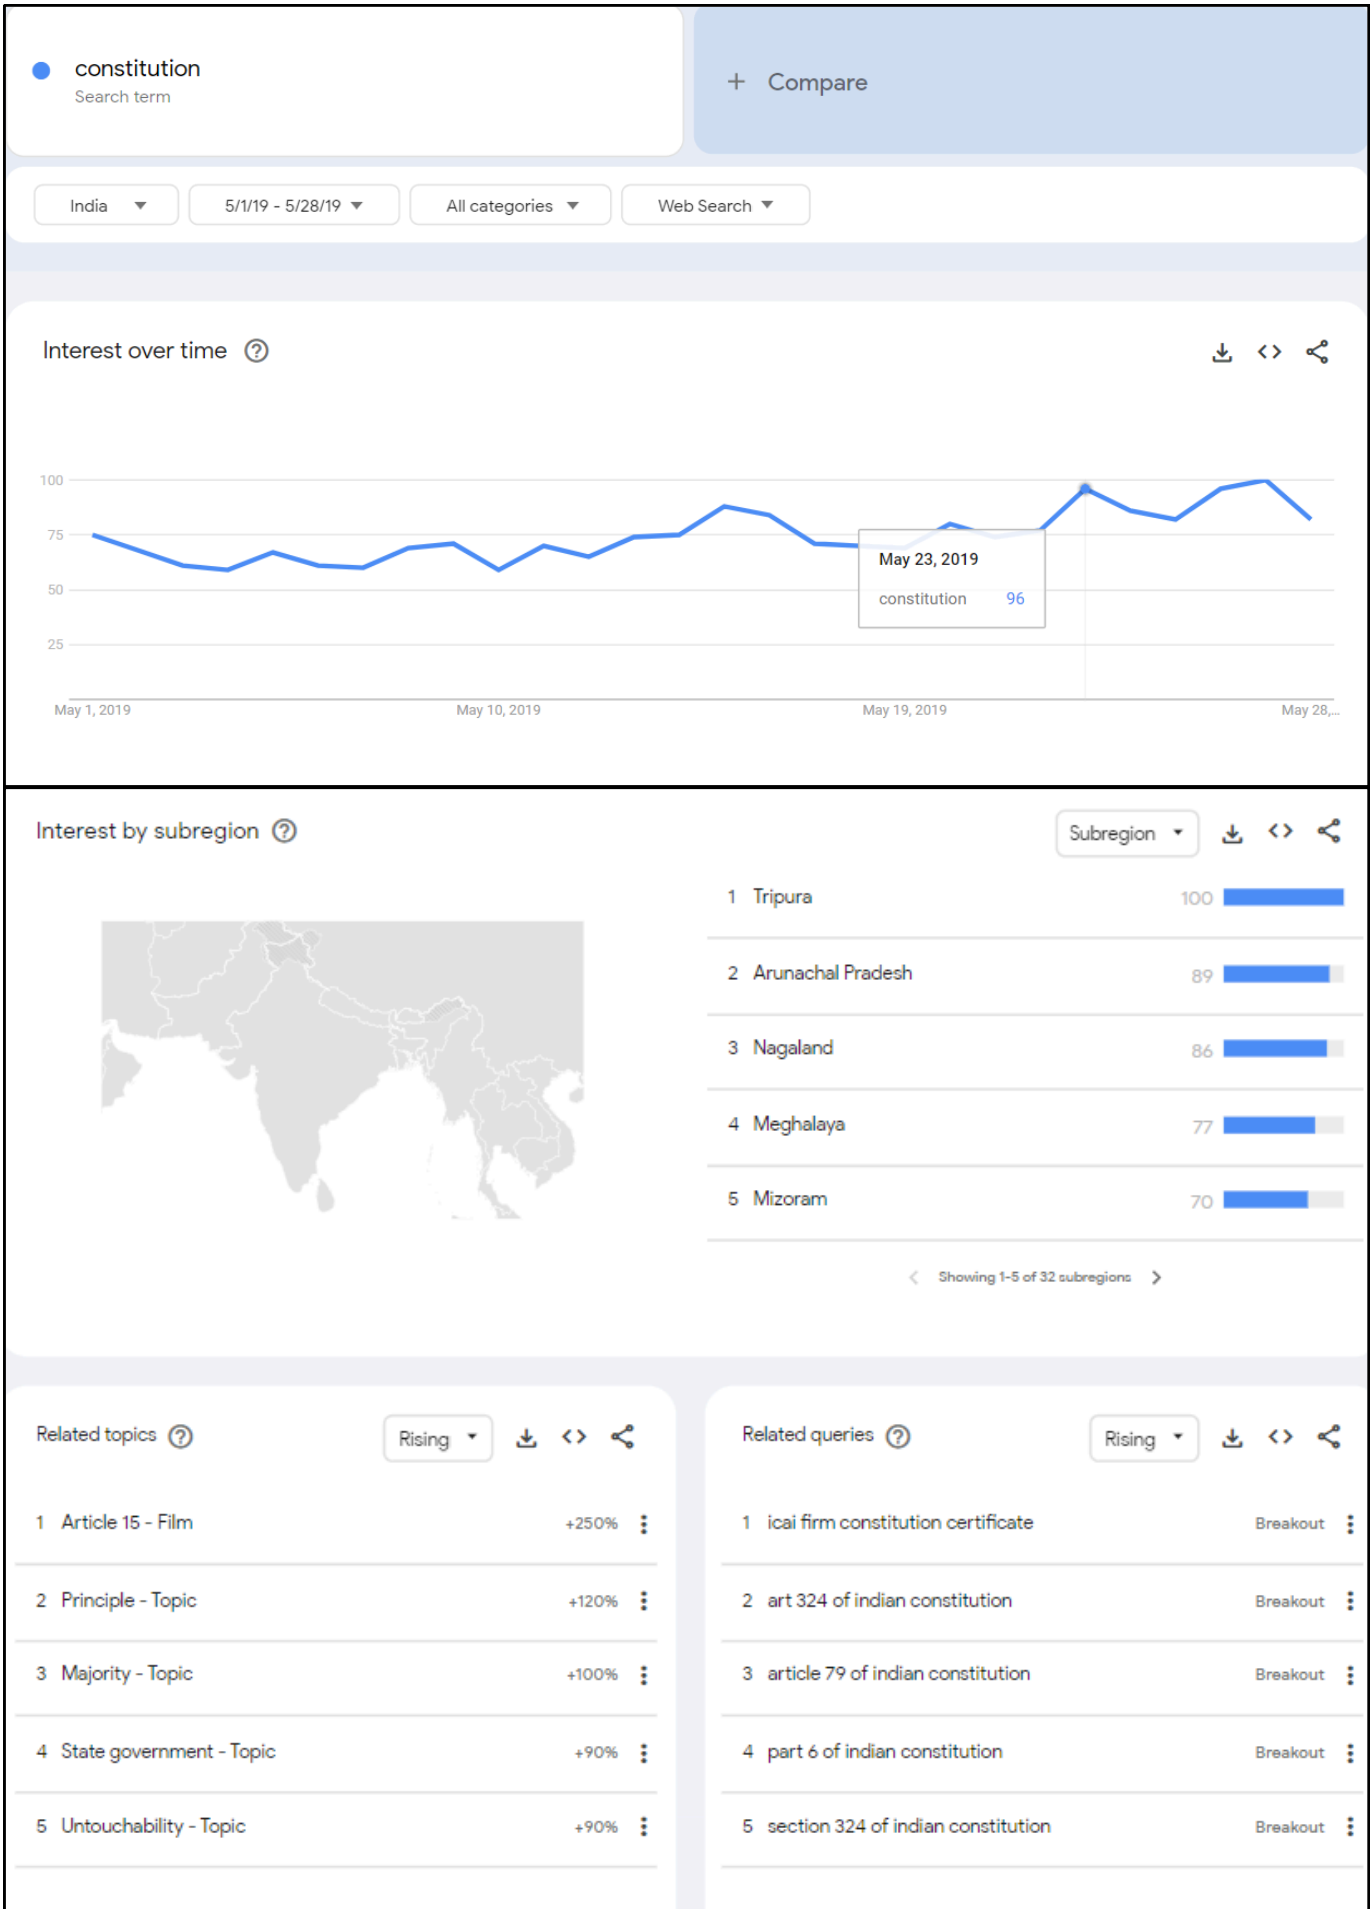 constitution
Search term
+ Compare
India
5/1/19 - 5/28/19
All categories
Web Search
Interest over time
100
75
50
25
May 23, 2019
constitution 96
May 1, 2019
May 10, 2019
May 19, 2019
May 28,...
Interest by subregion
Subregion
1 Tripura 100
2 Arunachal Pradesh 89
3 Nagaland 86
4 Meghalaya 77
5 Mizoram 70
Showing 1-5 of 32 subregions
Related topics
Rising
1 Article 15 - Film +250%
2 Principle - Topic +120%
3 Majority - Topic +100%
4 State government - Topic +90%
5 Untouchability - Topic +90%
Related queries
Rising
1 icai firm constitution certificate Breakout
2 art 324 of indian constitution Breakout
3 article 79 of indian constitution Breakout
4 part 6 of indian constitution Breakout
5 section 324 of indian constitution Breakout